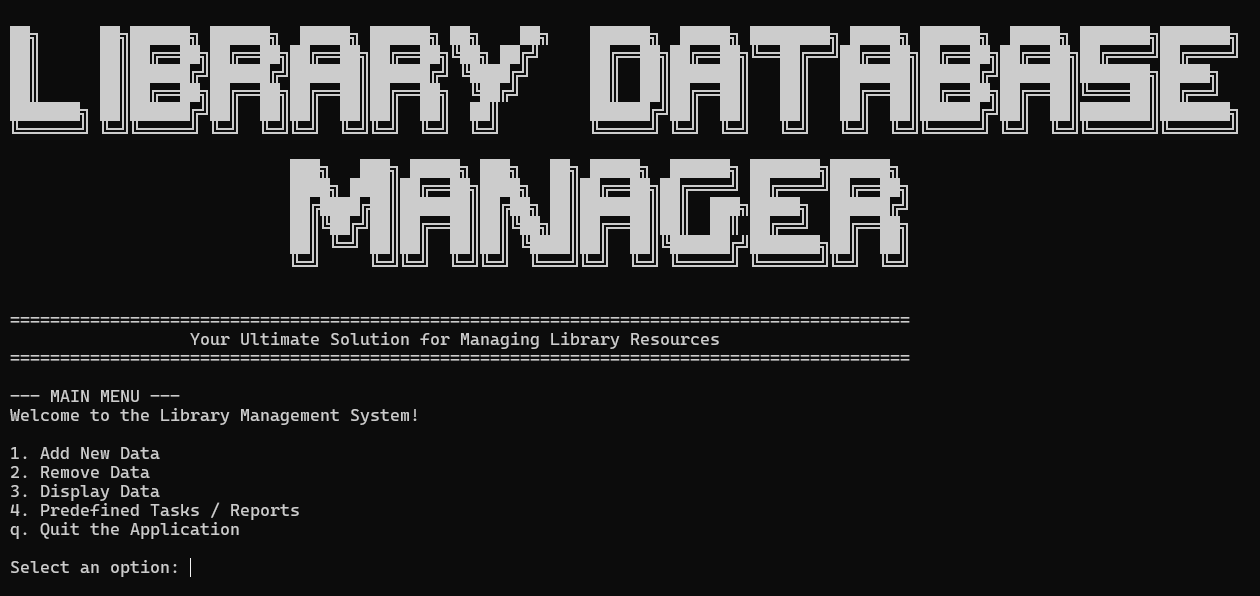 LIBRARY DATABASE
MANAGER
==========================================================================================
Your Ultimate Solution for Managing Library Resources
==========================================================================================
--- MAIN MENU ---
Welcome to the Library Management System!
1. Add New Data
2. Remove Data
3. Display Data
4. Predefined Tasks / Reports
q. Quit the Application
Select an option: